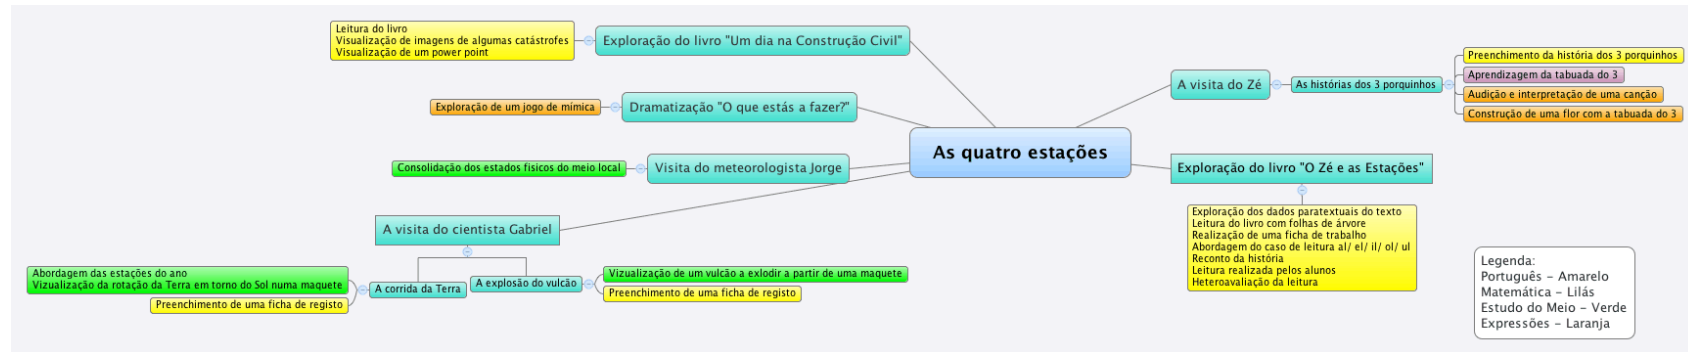 Leitura do livro
Visualização de imagens de algumas catástrofes
Visualização de um power point
Exploração do livro "Um dia na Construção Civil"
Exploração de um jogo de mímica
Dramatização "O que estás a fazer?"
Consolidação dos estados físicos do meio local
Visita do meteorologista Jorge
A visita do cientista Gabriel
Abordagem das estações do ano
Vizualização da rotação da Terra em torno do Sol numa maquete
Preenchimento de uma ficha de registo
A corrida da Terra
A explosão do vulcão
Vizualização de um vulcão a exlodir a partir de uma maquete
Preenchimento de uma ficha de registo
As quatro estações
A visita do Zé
As histórias dos 3 porquinhos
Preenchimento da história dos 3 porquinhos
Aprendizagem da tabuada do 3
Audição e interpretação de uma canção
Construção de uma flor com a tabuada do 3
Exploração do livro "O Zé e as Estações"
Exploração dos dados paratextuais do texto
Leitura do livro com folhas de árvore
Realização de uma ficha de trabalho
Abordagem do caso de leitura al/ el/ il/ ol/ ul
Reconto da história
Leitura realizada pelos alunos
Heteroavaliação da leitura
Legenda:
Português - Amarelo
Matemática - Lilás
Estudo do Meio - Verde
Expressões - Laranja